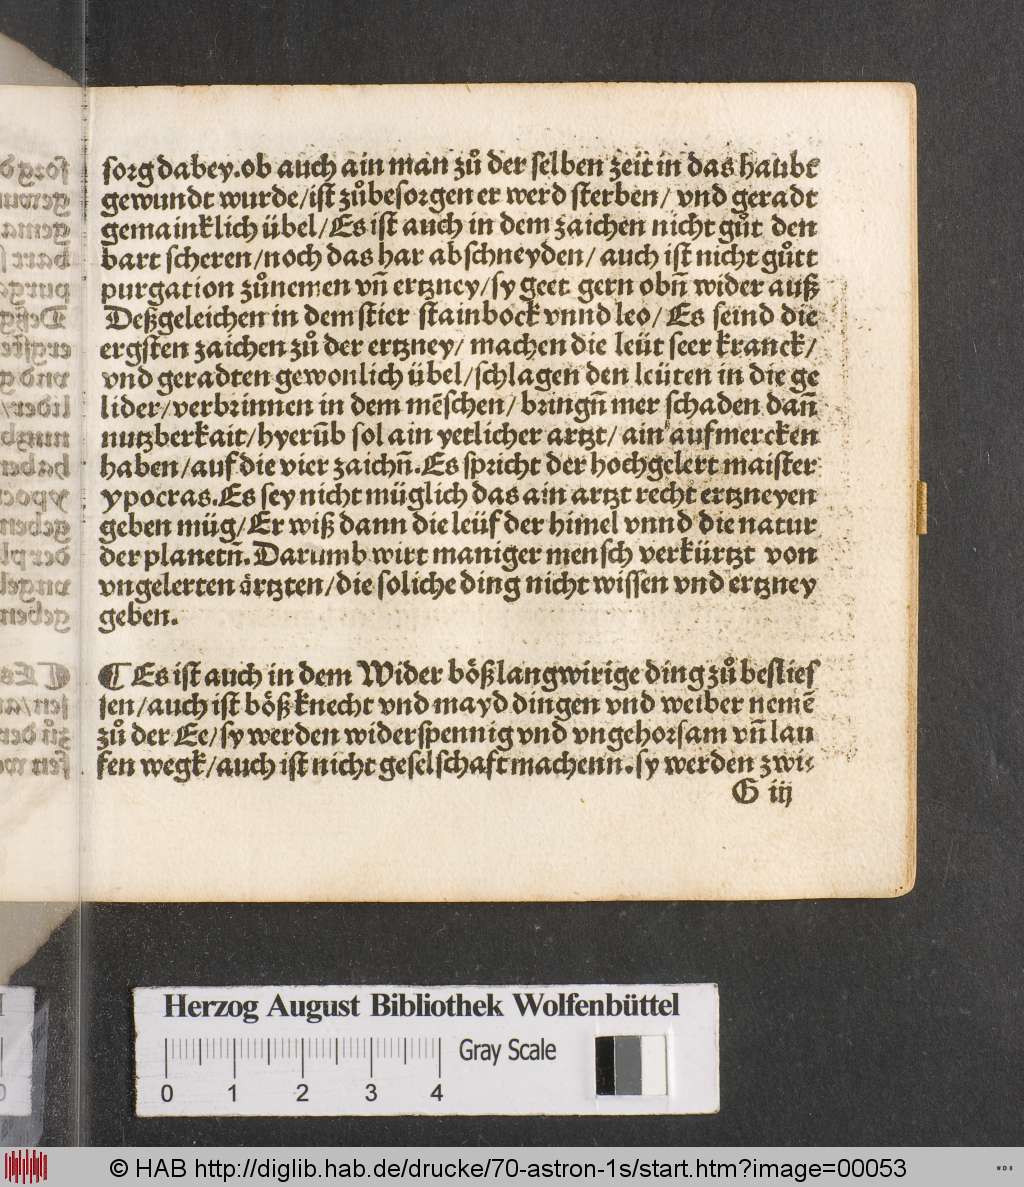 sorg dabey. ob auch ain man zů der selben zeit in das haubt
gewundt wurde/ist zůbesorgen er werd sterben/ vnd geradt
gemainklich übel/Es ist auch in dem zaichen nicht gůt den
bart scheren/noch das har abschneyden/ auch ist nicht gůtt
purgation zůnemen vn̄ ertzney/sy geet gern obn̄ wider auß
Deßgeleichen in dem stier stainbock vnnd leo/Es seind die
ergsten zaichen zů der ertzney/ machen die leüt seer kranck/
vnd geradten gewonlich übel/schlagen den leüten in die ge
lider/verbrinnen in dem mēschen/ bringn̄ mer schaden dan̄
nutzberkait/hyerūb sol ain yetlicher artzt/ ain aufmercken
haben/auf die vier zaichn̄. Es spricht der hochgelert maister
ypocras. Es sey nicht müglich das ain artzt recht ertzneyen
geben müg/Er wiß dann die leüf der himel vnnd die natur
der planetn̄. Darumb wirt maniger mensch verkürtzt von
vngelerten ärtzten/die soliche ding nicht wissen vnd ertzney
geben.
¶ Es ist auch in dem Wider böß langwirige ding zů beslies
sen/auch ist böß knecht vnd mayd dingen vnd weiber nemē
zů der Ee/sy werden widerspennig vnd vngehorsam vn̄ lau
fen wegk/auch ist nicht geselschaft machenn. sy werden zwi⸗
G iij
Herzog August Bibliothek Wolfenbüttel
Gray Scale
0 1 2 3 4
© HAB http://diglib.hab.de/drucke/70-astron-1s/start.htm?image=00053